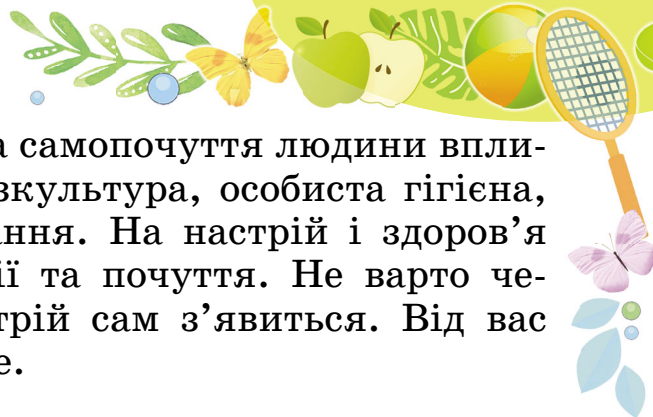 а самопочуття людини впли-
зкультура, особиста гігієна,
ння. На настрій і здоров’я
ії та почуття. Не варто че-
трій сам з’явиться. Від вас
е.